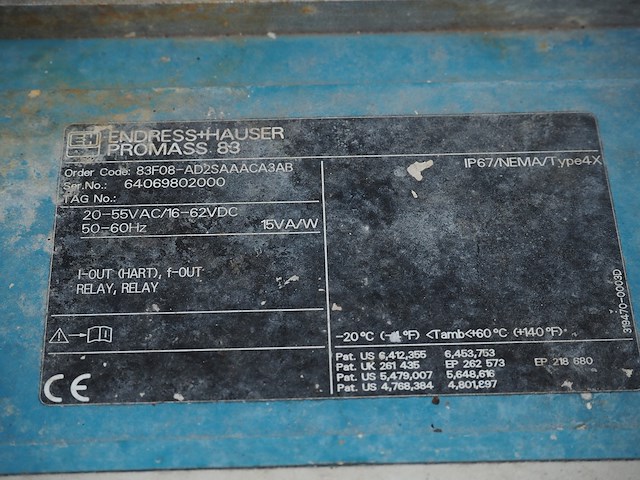 E+H ENDRESS+HAUSER
PROMASS 83
Order Code: 83F08-AD2SAAACA3AB
Ser.No.: 64069802000
TAG No.:
IP67/NEMA/Type4X
20-55VAC/16-62VDC
50-60Hz 15VA/W
I-OUT (HART), f-OUT
RELAY, RELAY
-20°C (-4°F) <Tamb<+60°C (+140°F)
Pat. US 6,412,355 6,453,753
Pat. UK 261 435 EP 262 573 EP 218 680
Pat. US 5,479,007 5,648,616
Pat. US 4,768,384 4,801,897
CE
319470-0003D